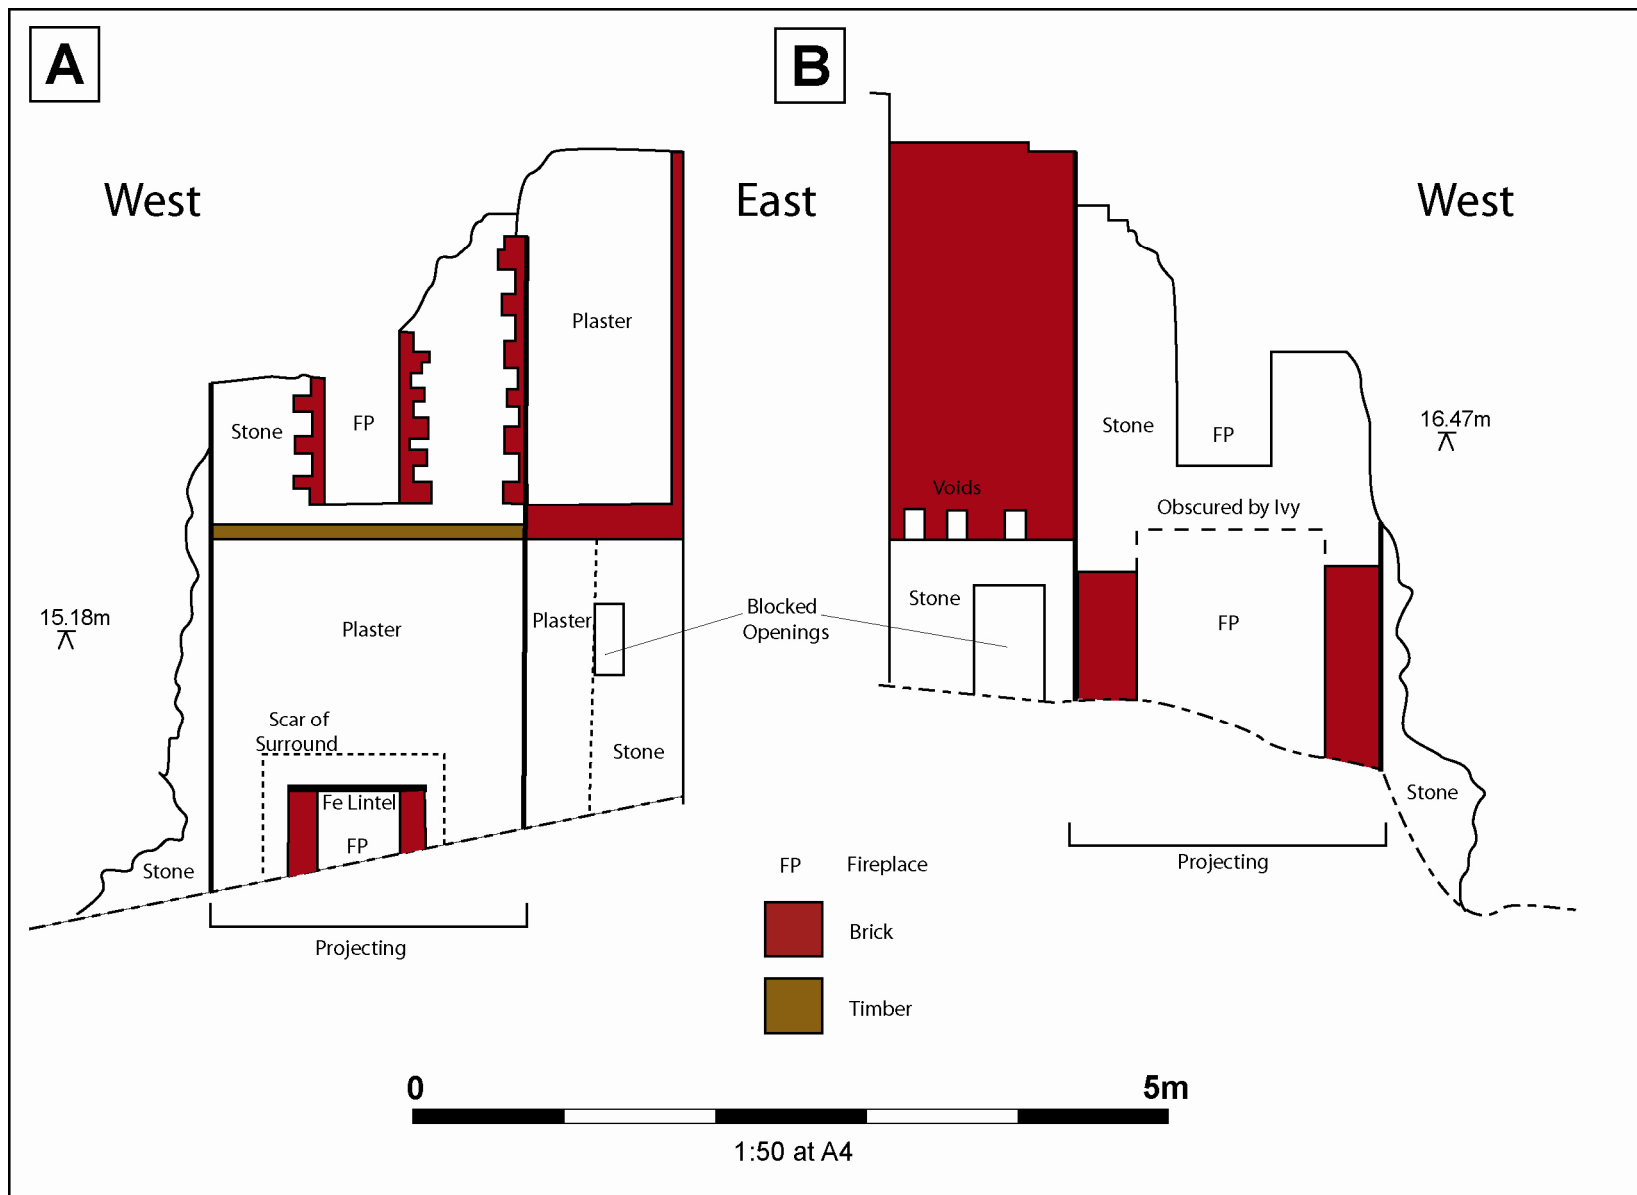 A
B
West
East
West
Plaster
Stone
FP
Stone
FP
16.47m
Voids
Obscured by Ivy
15.18m
Plaster
Plaster
Blocked
Openings
Stone
FP
Scar of
Surround
Stone
Fe Lintel
FP
Stone
Stone
Projecting
Projecting
FP Fireplace
Brick
Timber
0 5m
1:50 at A4